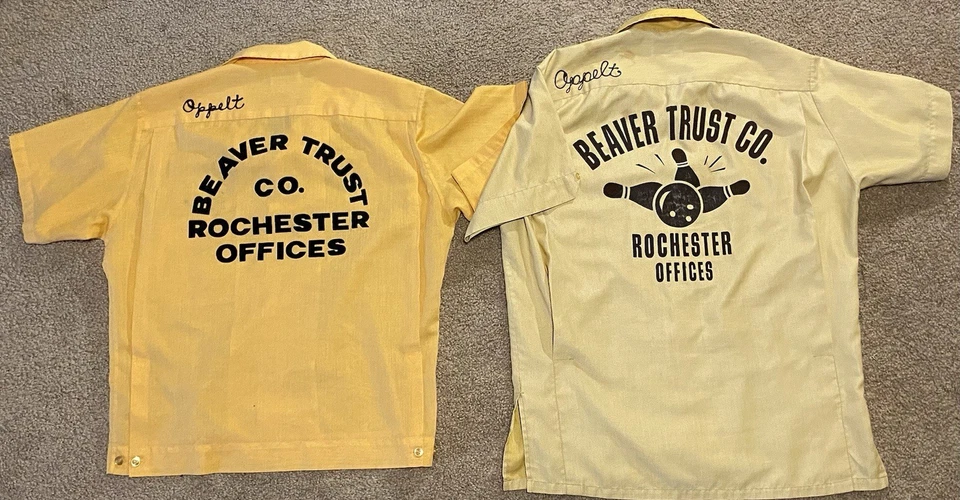 Oppelt
BEAVER TRUST
CO.
ROCHESTER
OFFICES
Oppelt
BEAVER TRUST CO.
ROCHESTER
OFFICES